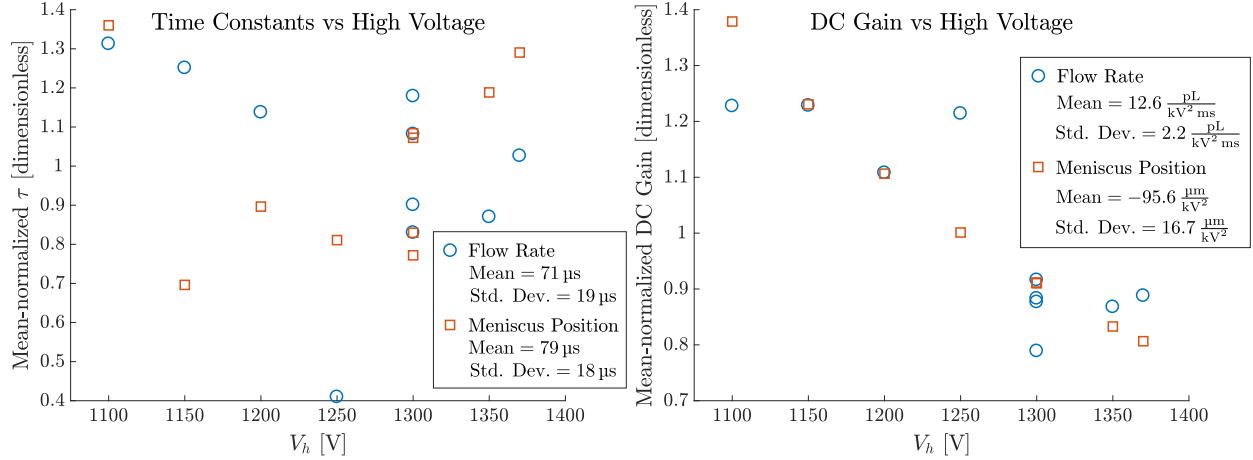 Time Constants vs High Voltage
Mean-normalized τ [dimensionless]
1.4
1.3
1.2
1.1
1
0.9
0.8
0.7
0.6
0.5
0.4
1100
1150
1200
1250
1300
1350
1400
V_h [V]
Flow Rate
Mean = 71 µs
Std. Dev. = 19 µs
Meniscus Position
Mean = 79 µs
Std. Dev. = 18 µs
DC Gain vs High Voltage
Mean-normalized DC Gain [dimensionless]
1.4
1.3
1.2
1.1
1
0.9
0.8
0.7
1100
1150
1200
1250
1300
1350
1400
V_h [V]
Flow Rate
Mean = 12.6 pL/kV² ms
Std. Dev. = 2.2 pL/kV² ms
Meniscus Position
Mean = −95.6 µm/kV²
Std. Dev. = 16.7 µm/kV²